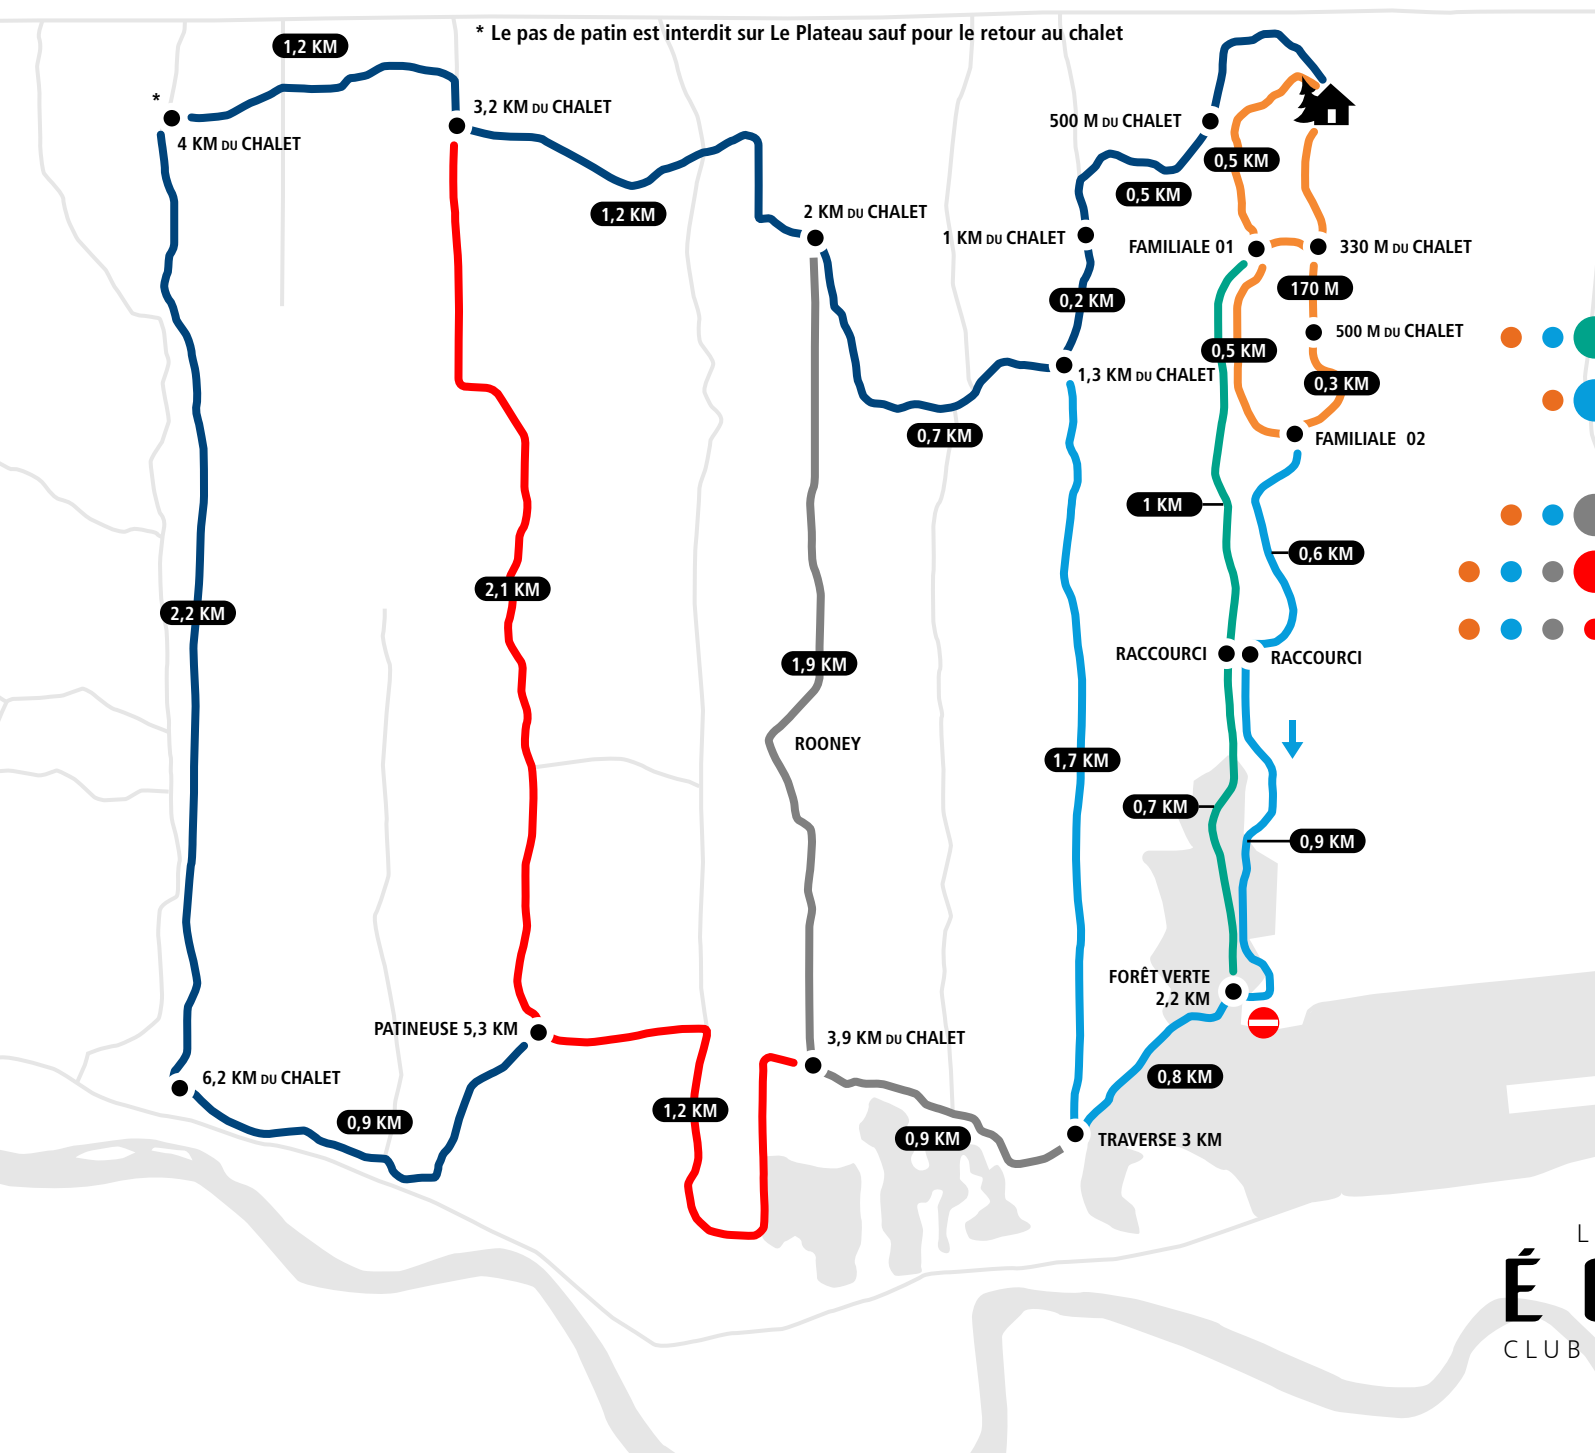 * Le pas de patin est interdit sur Le Plateau sauf pour le retour au chalet
1,2 KM
*
4 KM DU CHALET
3,2 KM DU CHALET
500 M DU CHALET
0,5 KM
0,5 KM
1,2 KM
2 KM DU CHALET
1 KM DU CHALET
FAMILIALE 01
330 M DU CHALET
0,2 KM
170 M
500 M DU CHALET
0,5 KM
1,3 KM DU CHALET
0,3 KM
0,7 KM
FAMILIALE 02
1 KM
0,6 KM
2,1 KM
2,2 KM
1,9 KM
RACCOURCI
RACCOURCI
ROONEY
1,7 KM
0,7 KM
0,9 KM
FORÊT VERTE
2,2 KM
PATINEUSE 5,3 KM
3,9 KM DU CHALET
6,2 KM DU CHALET
0,8 KM
1,2 KM
0,9 KM
0,9 KM
TRAVERSE 3 KM
L
É
CLUB